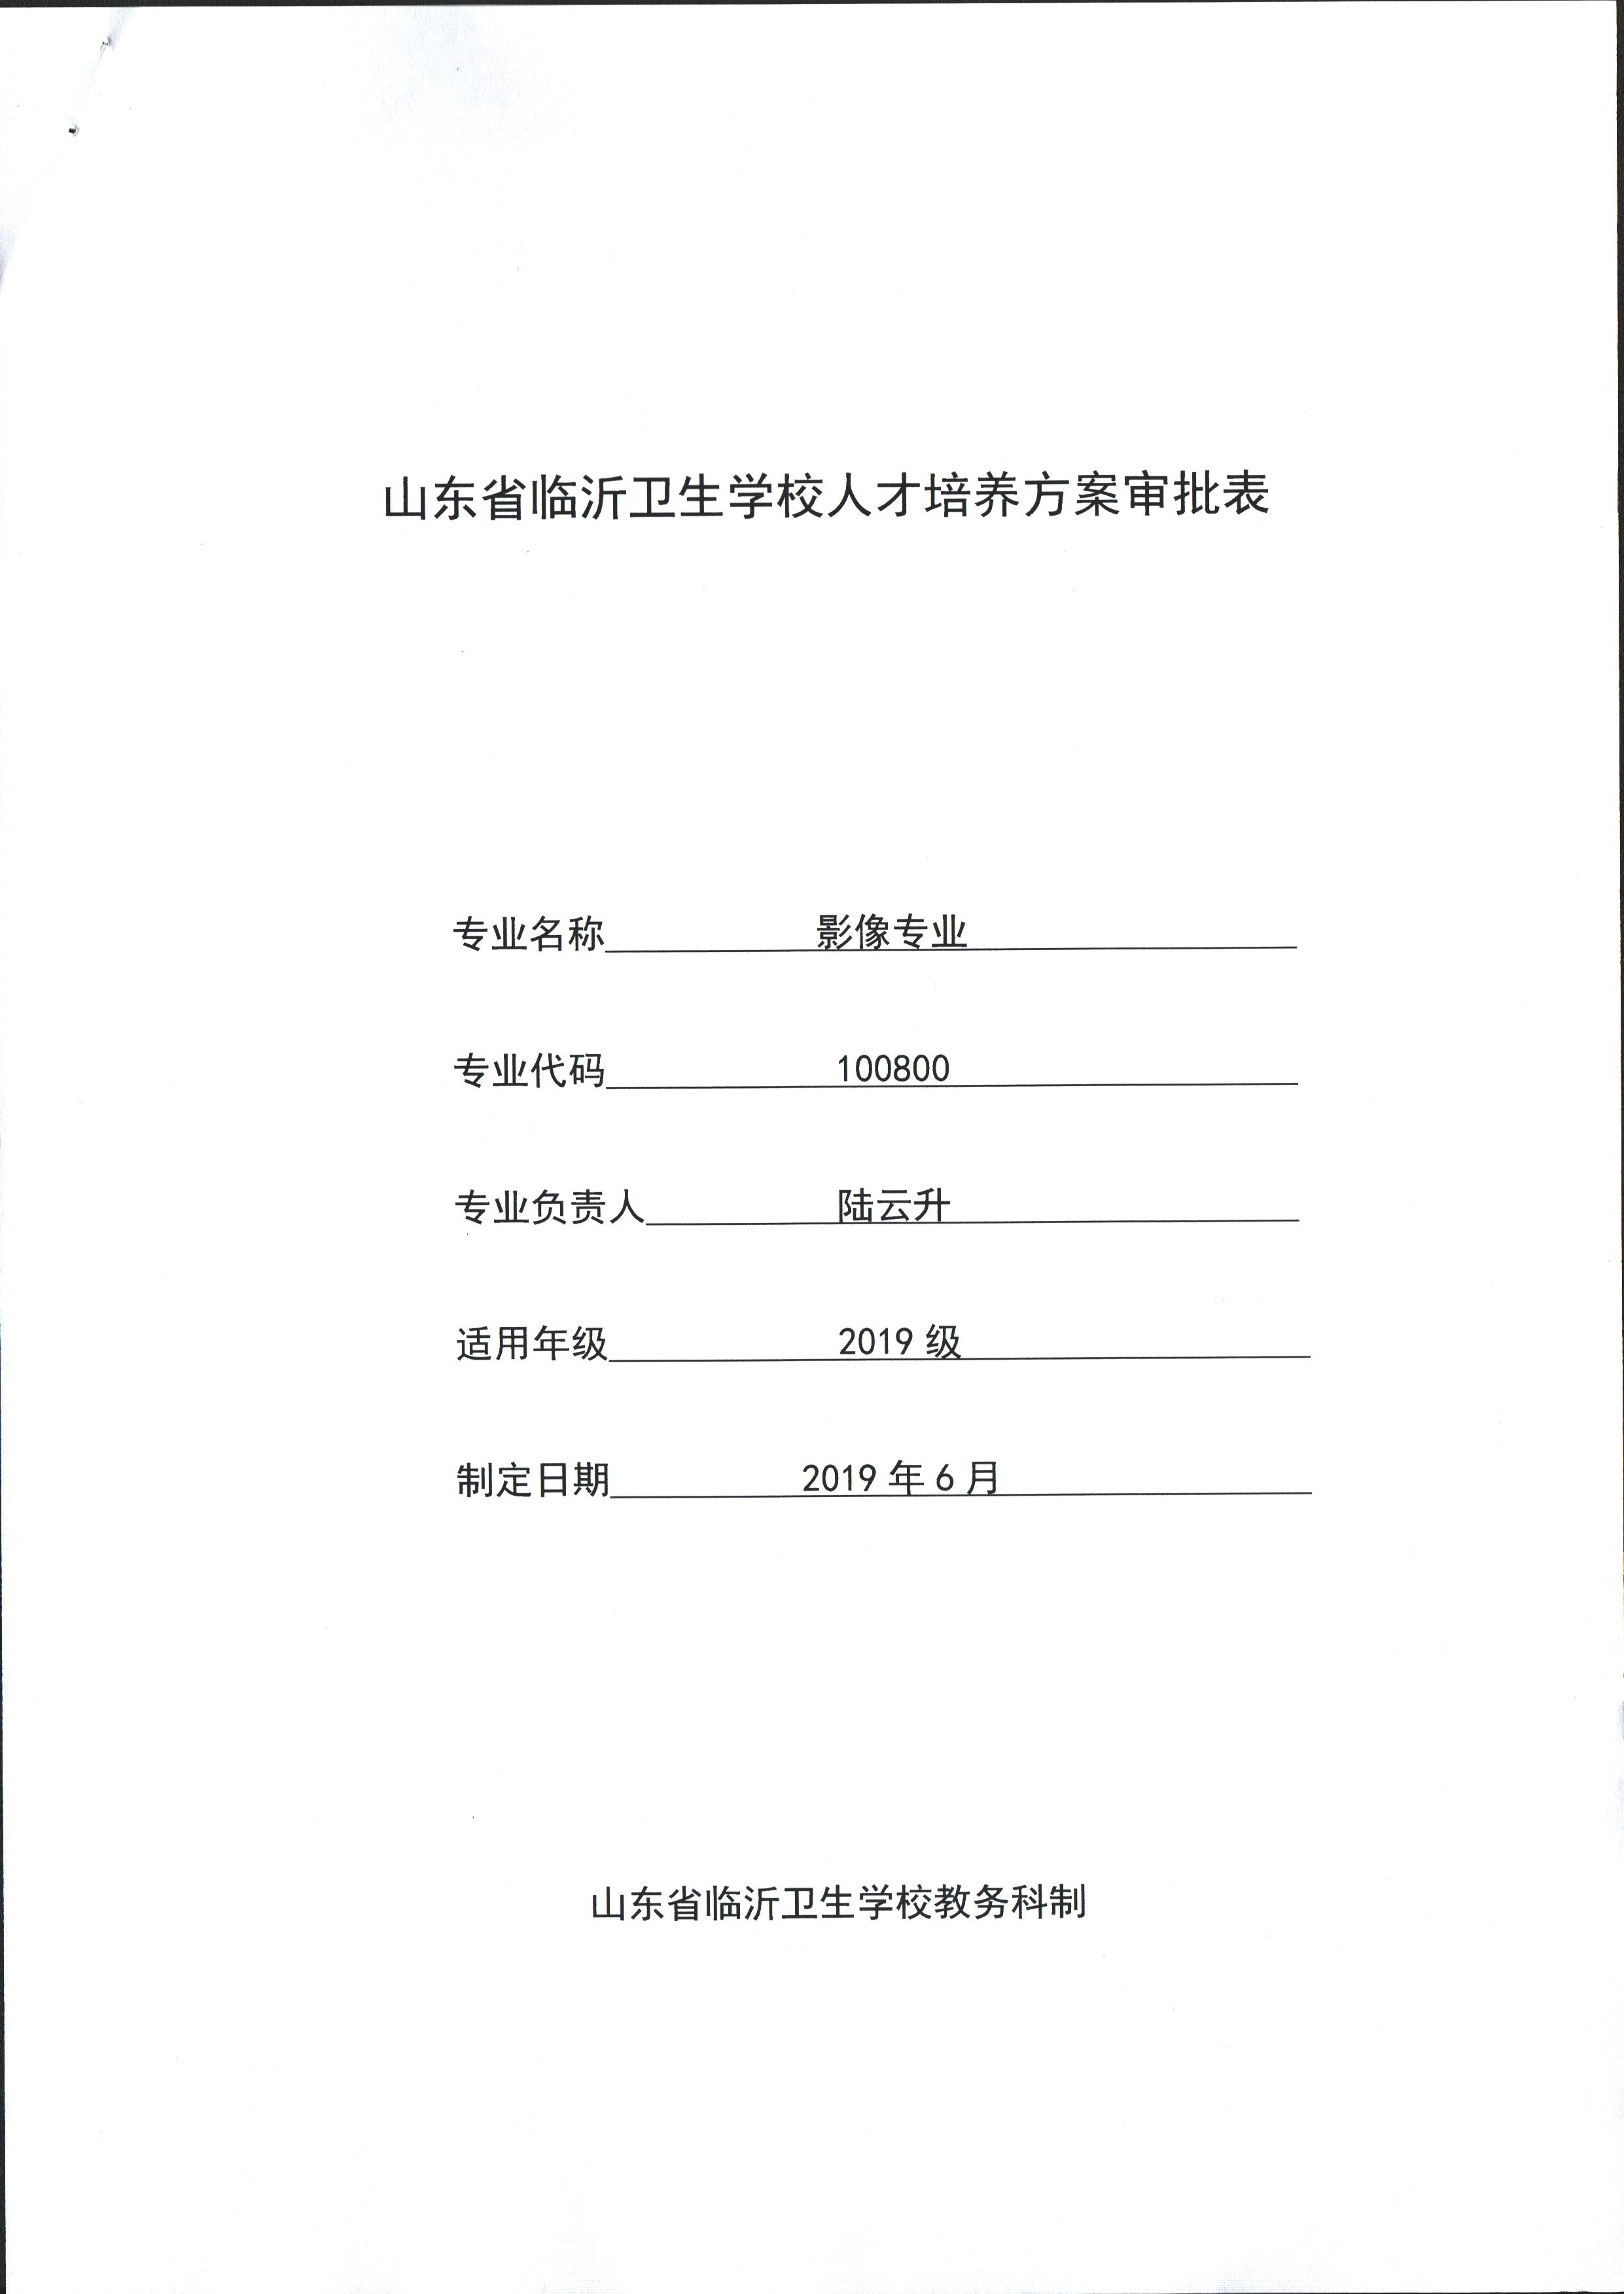 山东省临沂卫生学校人才培养方案审批表
专业名称 影像专业
专业代码 100800
专业负责人 陆云升
适用年级 2019 级
制定日期 2019 年 6 月
山东省临沂卫生学校教务科制